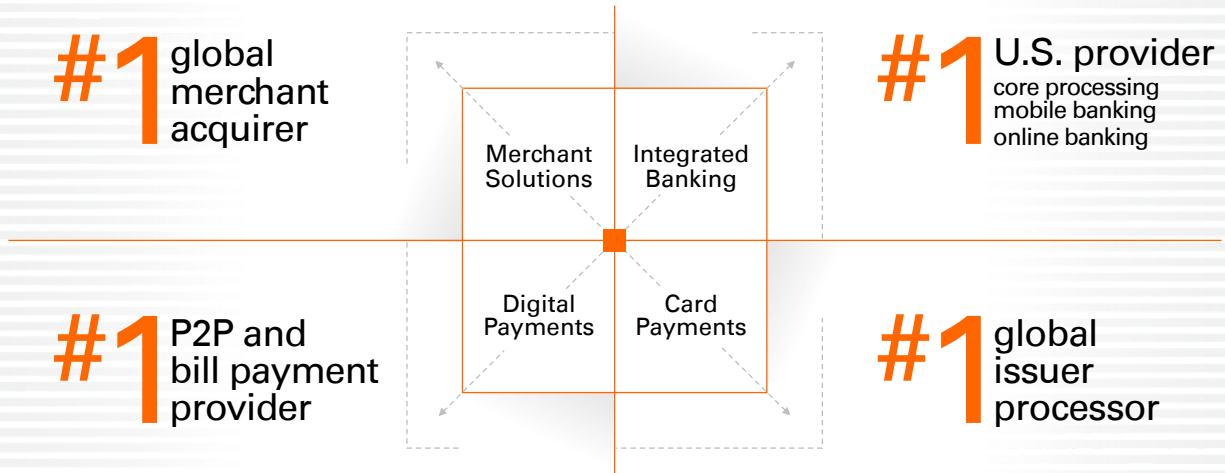 #1 global
merchant
acquirer
Merchant
Solutions
Integrated
Banking
#1 U.S. provider
core processing
mobile banking
online banking
#1 P2P and
bill payment
provider
Digital
Payments
Card
Payments
#1 global
issuer
processor